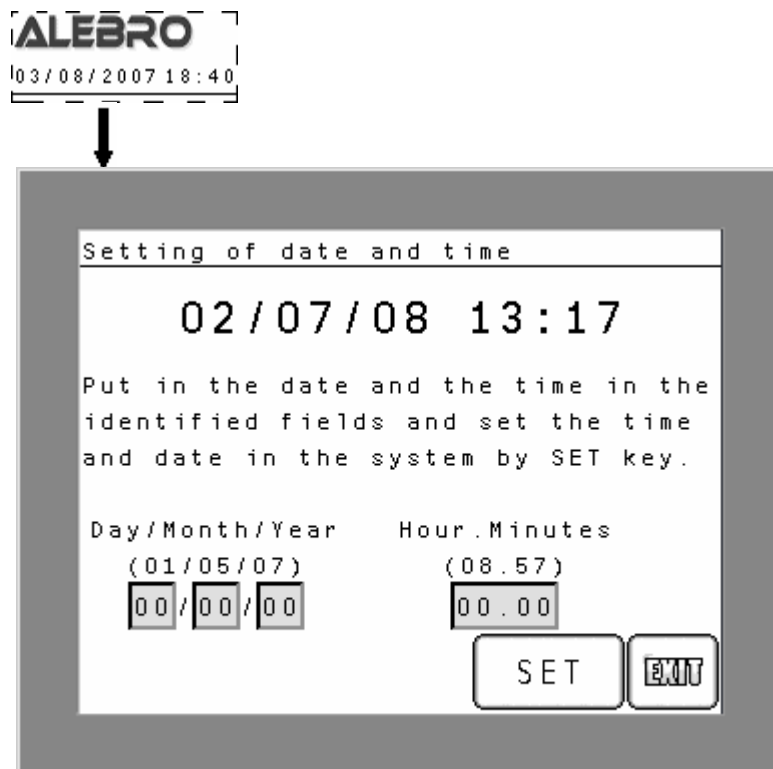 ALEBRO
03/08/2007 18:40
Setting of date and time
02/07/08 13:17
Put in the date and the time in the
identified fields and set the time
and date in the system by SET key.
Day/Month/Year Hour.Minutes
(01/05/07) (08.57)
00/00/00 00.00
SET EXIT